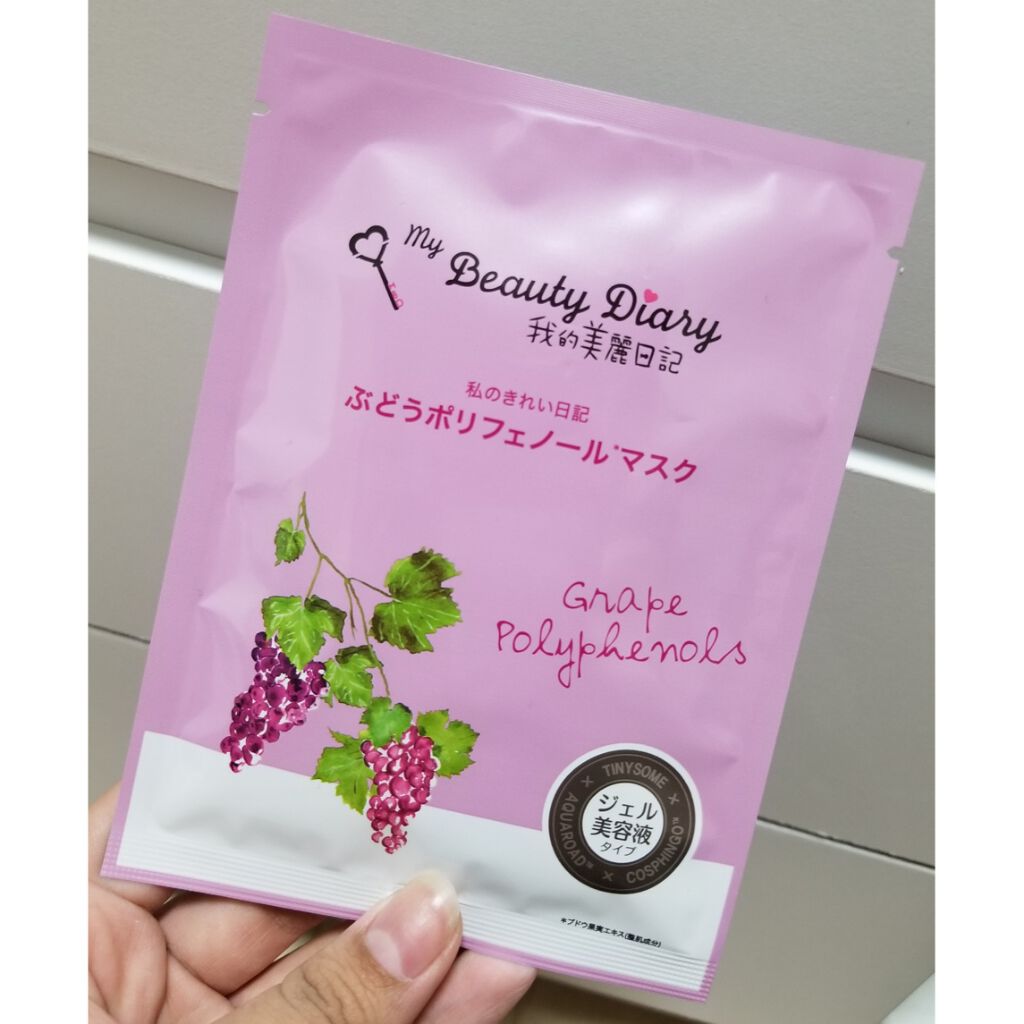 My
Beauty Diary
我的美麗日記
私のきれい日記
ぶどうポリフェノール*マスク
Grape
Polyphenols
TINYSOME
AQUAROAD™
COSPHINGO
ジェル
美容液
タイプ
*ブドウ果実エキス(整肌成分)